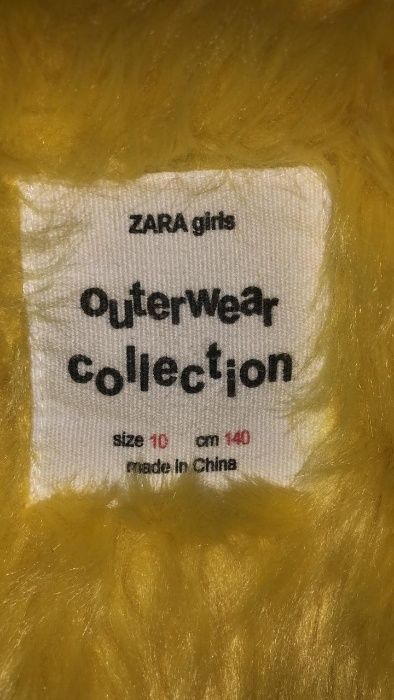 ZARA girls
outerwear
collection
size 10 cm 140
made in China